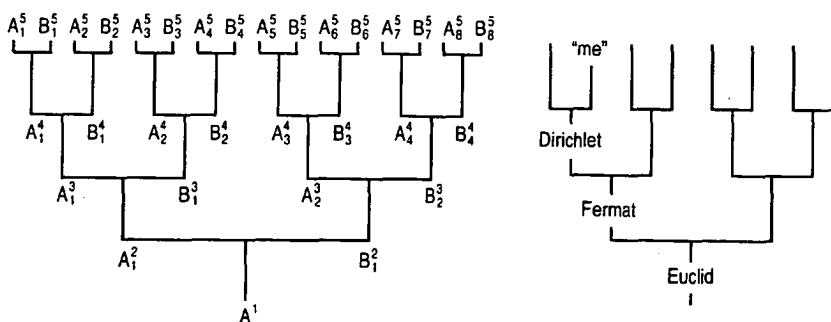 A₁⁵ B₁⁵ A₂⁵ B₂⁵ A₃⁵ B₃⁵ A₄⁵ B₄⁵ A₅⁵ B₅⁵ A₆⁵ B₆⁵ A₇⁵ B₇⁵ A₈⁵ B₈⁵
A₁⁴ B₁⁴ A₂⁴ B₂⁴ A₃⁴ B₃⁴ A₄⁴ B₄⁴
A₁³ B₁³ A₂³ B₂³
A₁² B₁²
A¹
“me”
Dirichlet
Fermat
Euclid